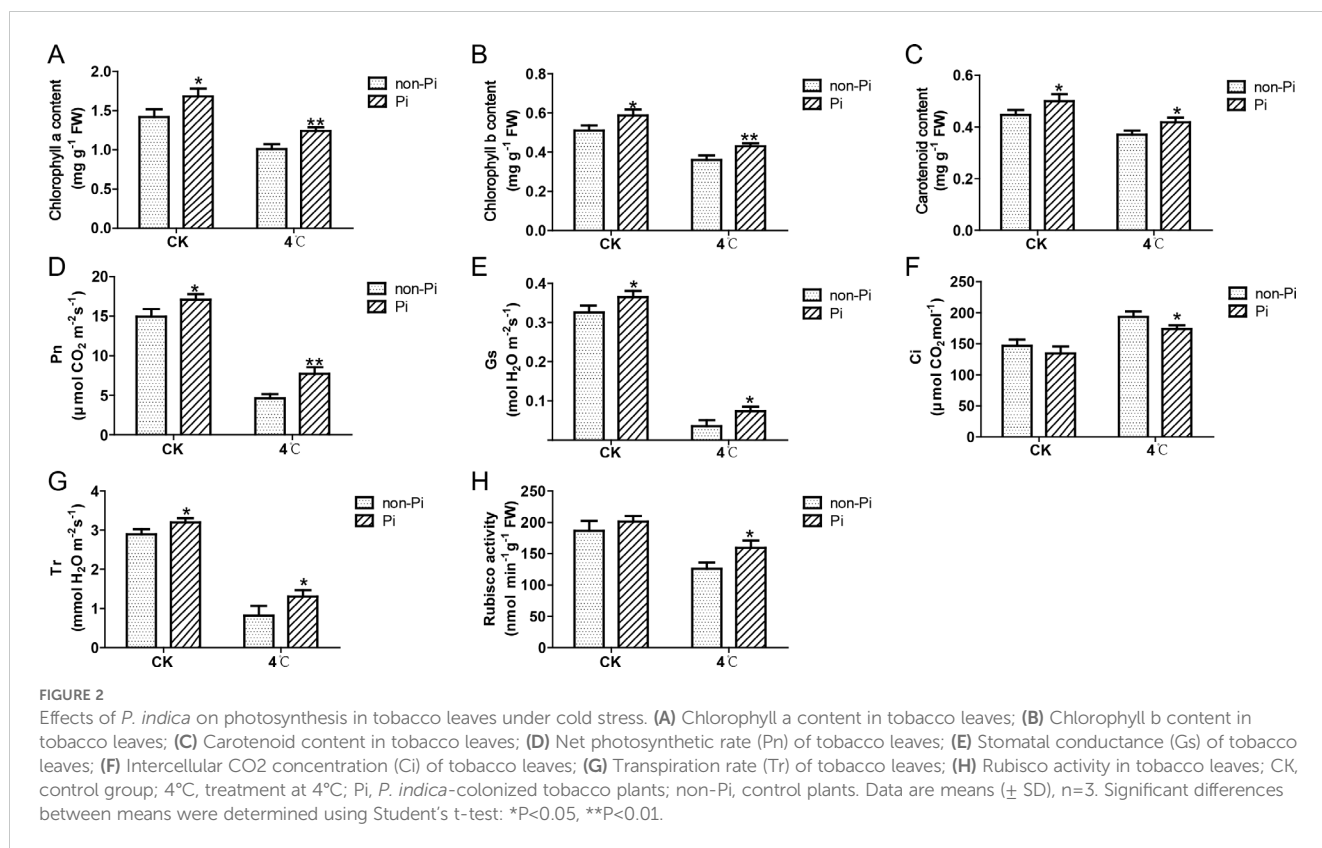 A
Chlorophyll a content
(mg g-1 FW)
2.0
1.5
1.0
0.5
0.0
*
**
CK
4℃
non-Pi
Pi
B
Chlorophyll b content
(mg g-1 FW)
0.8
0.6
0.4
0.2
0.0
*
**
CK
4℃
non-Pi
Pi
C
Carotenoid content
(mg g-1 FW)
0.6
0.4
0.2
0.0
*
*
CK
4℃
non-Pi
Pi
D
Pn
(μmol CO2 m-2s-1)
20
15
10
5
0
*
**
CK
4℃
non-Pi
Pi
E
Gs
(mol H2O m-2s-1)
0.4
0.3
0.2
0.1
*
*
CK
4℃
non-Pi
Pi
F
Ci
(μmol CO2mol-1)
250
200
150
100
50
0
*
CK
4℃
non-Pi
Pi
G
Tr
(mmol H2O m-2s-1)
4
3
2
1
0
*
*
CK
4℃
non-Pi
Pi
H
Rubisco activity
(nmol min-1g-1 FW)
250
200
150
100
50
0
*
CK
4℃
non-Pi
Pi
FIGURE 2
Effects of P. indica on photosynthesis in tobacco leaves under cold stress. (A) Chlorophyll a content in tobacco leaves; (B) Chlorophyll b content in
tobacco leaves; (C) Carotenoid content in tobacco leaves; (D) Net photosynthetic rate (Pn) of tobacco leaves; (E) Stomatal conductance (Gs) of tobacco
leaves; (F) Intercellular CO2 concentration (Ci) of tobacco leaves; (G) Transpiration rate (Tr) of tobacco leaves; (H) Rubisco activity in tobacco leaves; CK,
control group; 4°C, treatment at 4°C; Pi, P. indica-colonized tobacco plants; non-Pi, control plants. Data are means (± SD), n=3. Significant differences
between means were determined using Student's t-test: *P<0.05, **P<0.01.